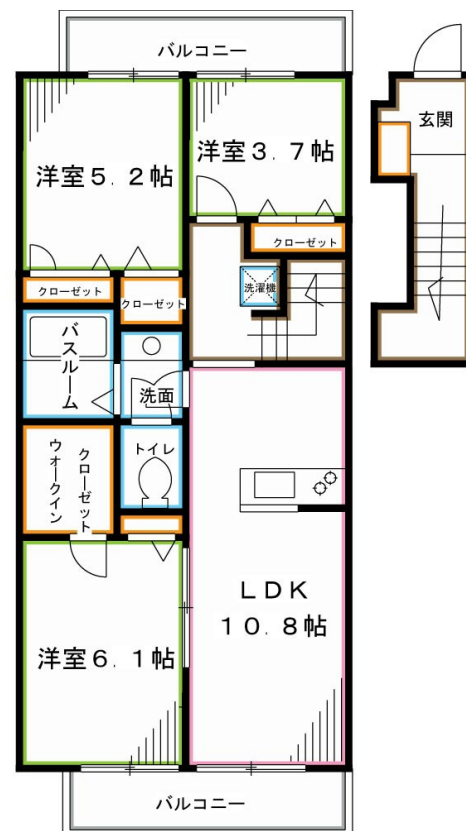 バルコニー
玄関
洋室5.2帖
洋室3.7帖
クローゼット
クローゼット
クローゼット
洗濯機
バスルーム
洗面
トイレ
ウォークイン
クローゼット
LDK
10.8帖
洋室6.1帖
バルコニー